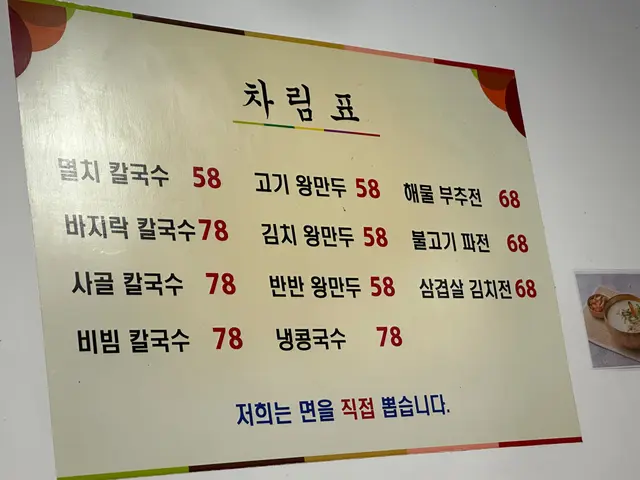 차림표
멸치 칼국수 58 고기 왕만두 58 해물 부추전 68
바지락 칼국수 78 김치 왕만두 58 불고기 파전 68
사골 칼국수 78 반반 왕만두 58 삼겹살 김치전 68
비빔 칼국수 78 냉콩국수 78
저희는 면을 직접 뽑습니다.